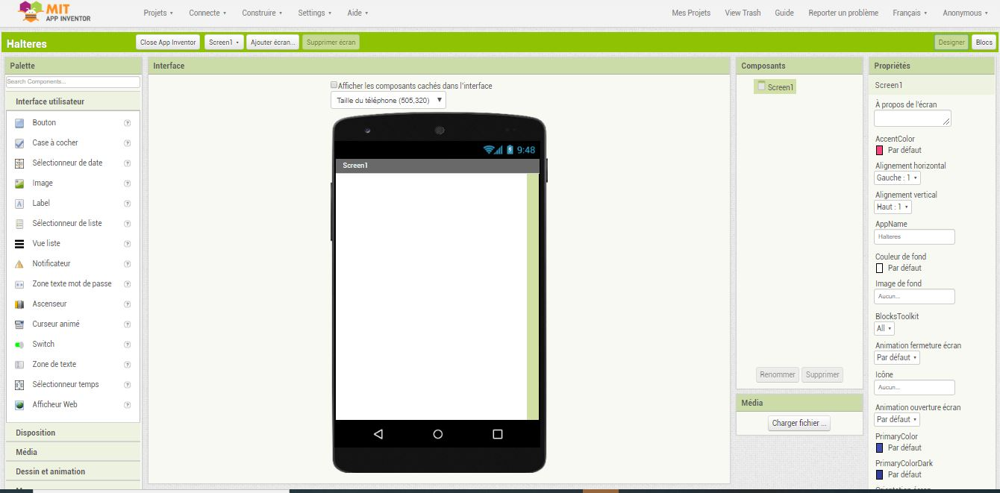 MIT
APP INVENTOR
Projets Connecte Construire Settings Aide Mes Projets View Trash Guide Reporter un problème Français Anonymous
Halteres Close App Inventor Screen1 Ajouter écran... Supprimer écran Designer Blocs
Palette
Search Components...
Interface utilisateur
Bouton ?
Case à cocher ?
Sélectionneur de date ?
Image ?
Label ?
Sélectionneur de liste ?
Vue liste ?
Notificateur ?
Zone texte mot de passe ?
Ascenseur ?
Curseur animé ?
Switch ?
Zone de texte ?
Sélectionneur temps ?
Afficheur Web ?
Disposition
Média
Dessin et animation
Interface
Afficher les composants cachés dans l'interface
Taille du téléphone (505,320)
9:48
Screen1
Composants
Screen1
Renommer Supprimer
Média
Charger fichier ...
Propriétés
Screen1
À propos de l'écran
AccentColor
Par défaut
Alignement horizontal
Gauche : 1
Alignement vertical
Haut : 1
AppName
Halteres
Couleur de fond
Par défaut
Image de fond
Aucun...
BlocksToolkit
All
Animation fermeture écran
Par défaut
Icône
Aucun...
Animation ouverture écran
Par défaut
PrimaryColor
Par défaut
PrimaryColorDark
Par défaut